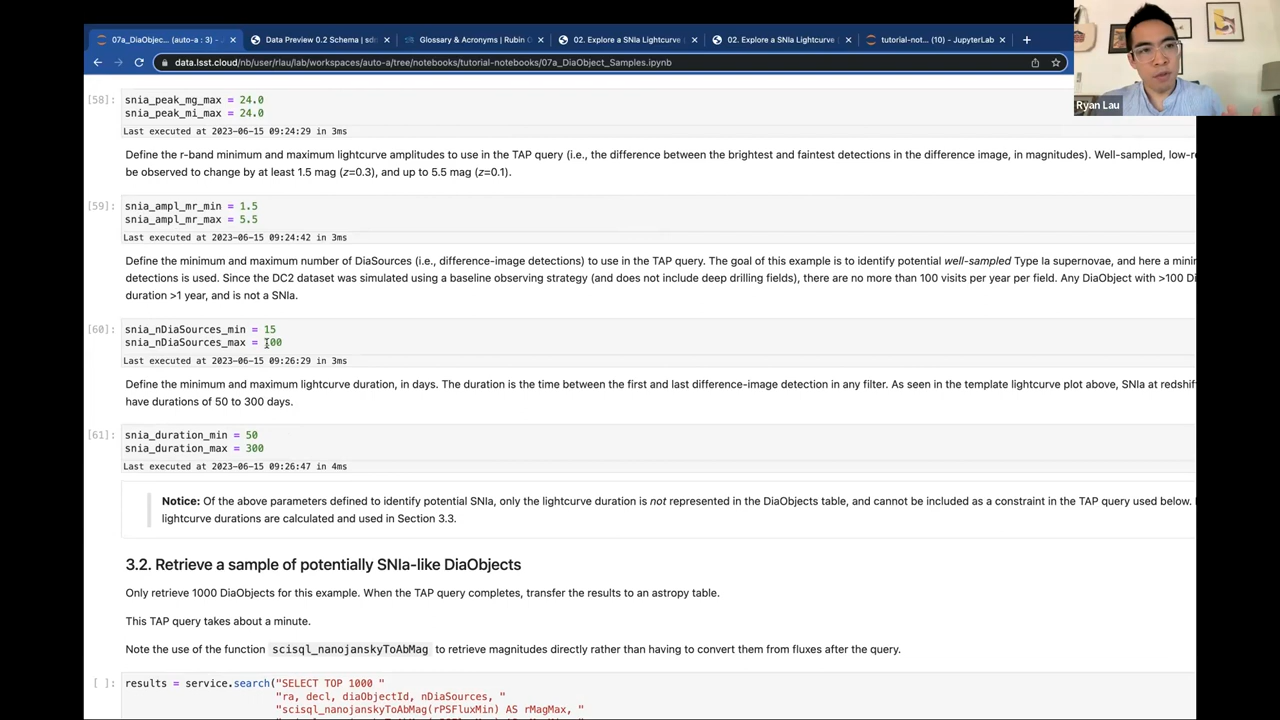 07a_DiaObjec… (auto-a : 3) -
Data Preview 0.2 Schema | sd
Glossary & Acronyms | Rubin
02. Explore a SNIa Lightcurve
02. Explore a SNIa Lightcurve
tutorial-not… (10) - JupyterLab
data.lsst.cloud/nb/user/rlau/lab/workspaces/auto-a/tree/notebooks/tutorial-notebooks/07a_DiaObject_Samples.ipynb
Ryan Lau
[58]: snia_peak_mg_max = 24.0
snia_peak_mi_max = 24.0
Last executed at 2023-06-15 09:24:29 in 3ms
Define the r-band minimum and maximum lightcurve amplitudes to use in the TAP query (i.e., the difference between the brightest and faintest detections in the difference image, in magnitudes). Well-sampled, low-re
be observed to change by at least 1.5 mag (z=0.3), and up to 5.5 mag (z=0.1).
[59]: snia_ampl_mr_min = 1.5
snia_ampl_mr_max = 5.5
Last executed at 2023-06-15 09:24:42 in 3ms
Define the minimum and maximum number of DiaSources (i.e., difference-image detections) to use in the TAP query. The goal of this example is to identify potential well-sampled Type Ia supernovae, and here a mini
detections is used. Since the DC2 dataset was simulated using a baseline observing strategy (and does not include deep drilling fields), there are no more than 100 visits per year per field. Any DiaObject with >100 Di
duration >1 year, and is not a SNIa.
[60]: snia_nDiaSources_min = 15
snia_nDiaSources_max = 100
Last executed at 2023-06-15 09:26:29 in 3ms
Define the minimum and maximum lightcurve duration, in days. The duration is the time between the first and last difference-image detection in any filter. As seen in the template lightcurve plot above, SNIa at redshif
have durations of 50 to 300 days.
[61]: snia_duration_min = 50
snia_duration_max = 300
Last executed at 2023-06-15 09:26:47 in 4ms
Notice: Of the above parameters defined to identify potential SNIa, only the lightcurve duration is not represented in the DiaObjects table, and cannot be included as a constraint in the TAP query used below.
lightcurve durations are calculated and used in Section 3.3.
3.2. Retrieve a sample of potentially SNIa-like DiaObjects
Only retrieve 1000 DiaObjects for this example. When the TAP query completes, transfer the results to an astropy table.
This TAP query takes about a minute.
Note the use of the function scisql_nanojanskyToAbMag to retrieve magnitudes directly rather than having to convert them from fluxes after the query.
[ ]: results = service.search("SELECT TOP 1000 "
"ra, decl, diaObjectId, nDiaSources, "
"scisql_nanojanskyToAbMag(rPSFluxMin) AS rMagMax, "